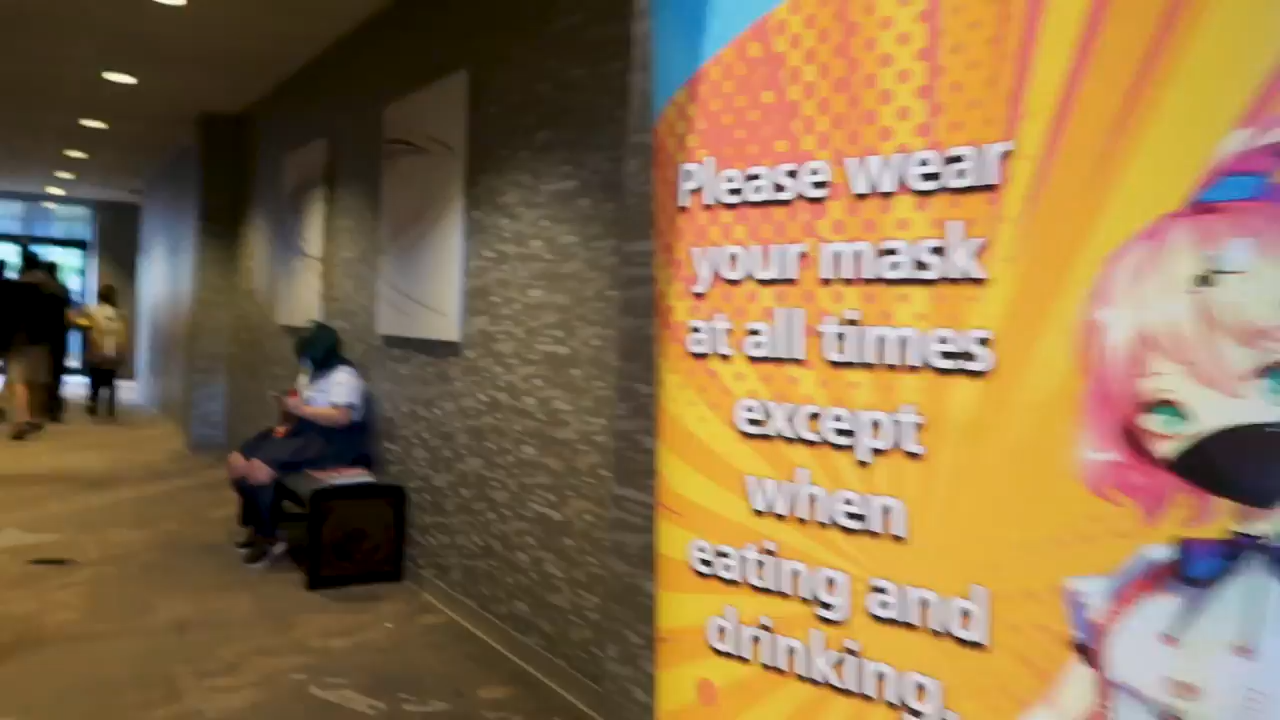 Please wear
your mask
at all times
except
when
eating and
drinking.